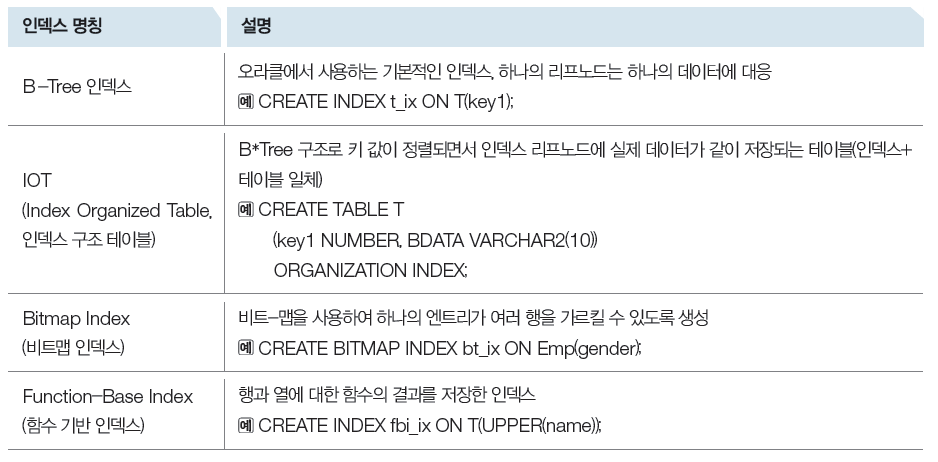 인덱스 명칭
설명
B-Tree 인덱스
오라클에서 사용하는 기본적인 인덱스, 하나의 리프노드는 하나의 데이터에 대응
예 CREATE INDEX t_ix ON T(key1);
IOT
(Index Organized Table,
인덱스 구조 테이블)
B*Tree 구조로 키 값이 정렬되면서 인덱스 리프노드에 실제 데이터가 같이 저장되는 테이블(인덱스+
테이블 일체)
예 CREATE TABLE T
(key1 NUMBER, BDATA VARCHAR2(10))
ORGANIZATION INDEX;
Bitmap Index
(비트맵 인덱스)
비트-맵을 사용하여 하나의 엔트리가 여러 행을 가르킬 수 있도록 생성
예 CREATE BITMAP INDEX bt_ix ON Emp(gender);
Function-Base Index
(함수 기반 인덱스)
행과 열에 대한 함수의 결과를 저장한 인덱스
예 CREATE INDEX fbi_ix ON T(UPPER(name));